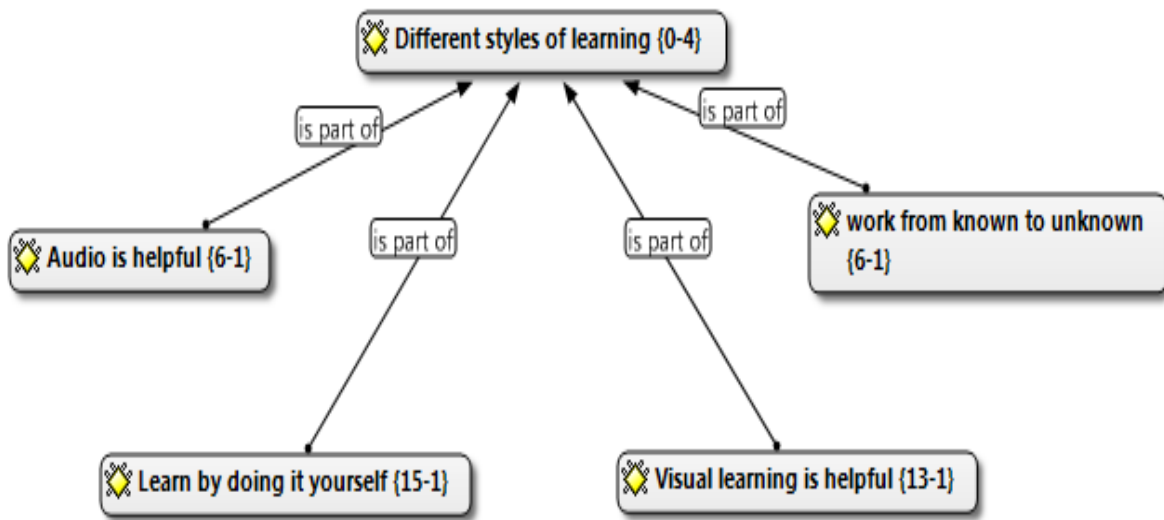 Different styles of learning {0-4}
is part of
is part of
work from known to unknown
{6-1}
is part of
is part of
Audio is helpful {6-1}
Learn by doing it yourself {15-1}
Visual learning is helpful {13-1}